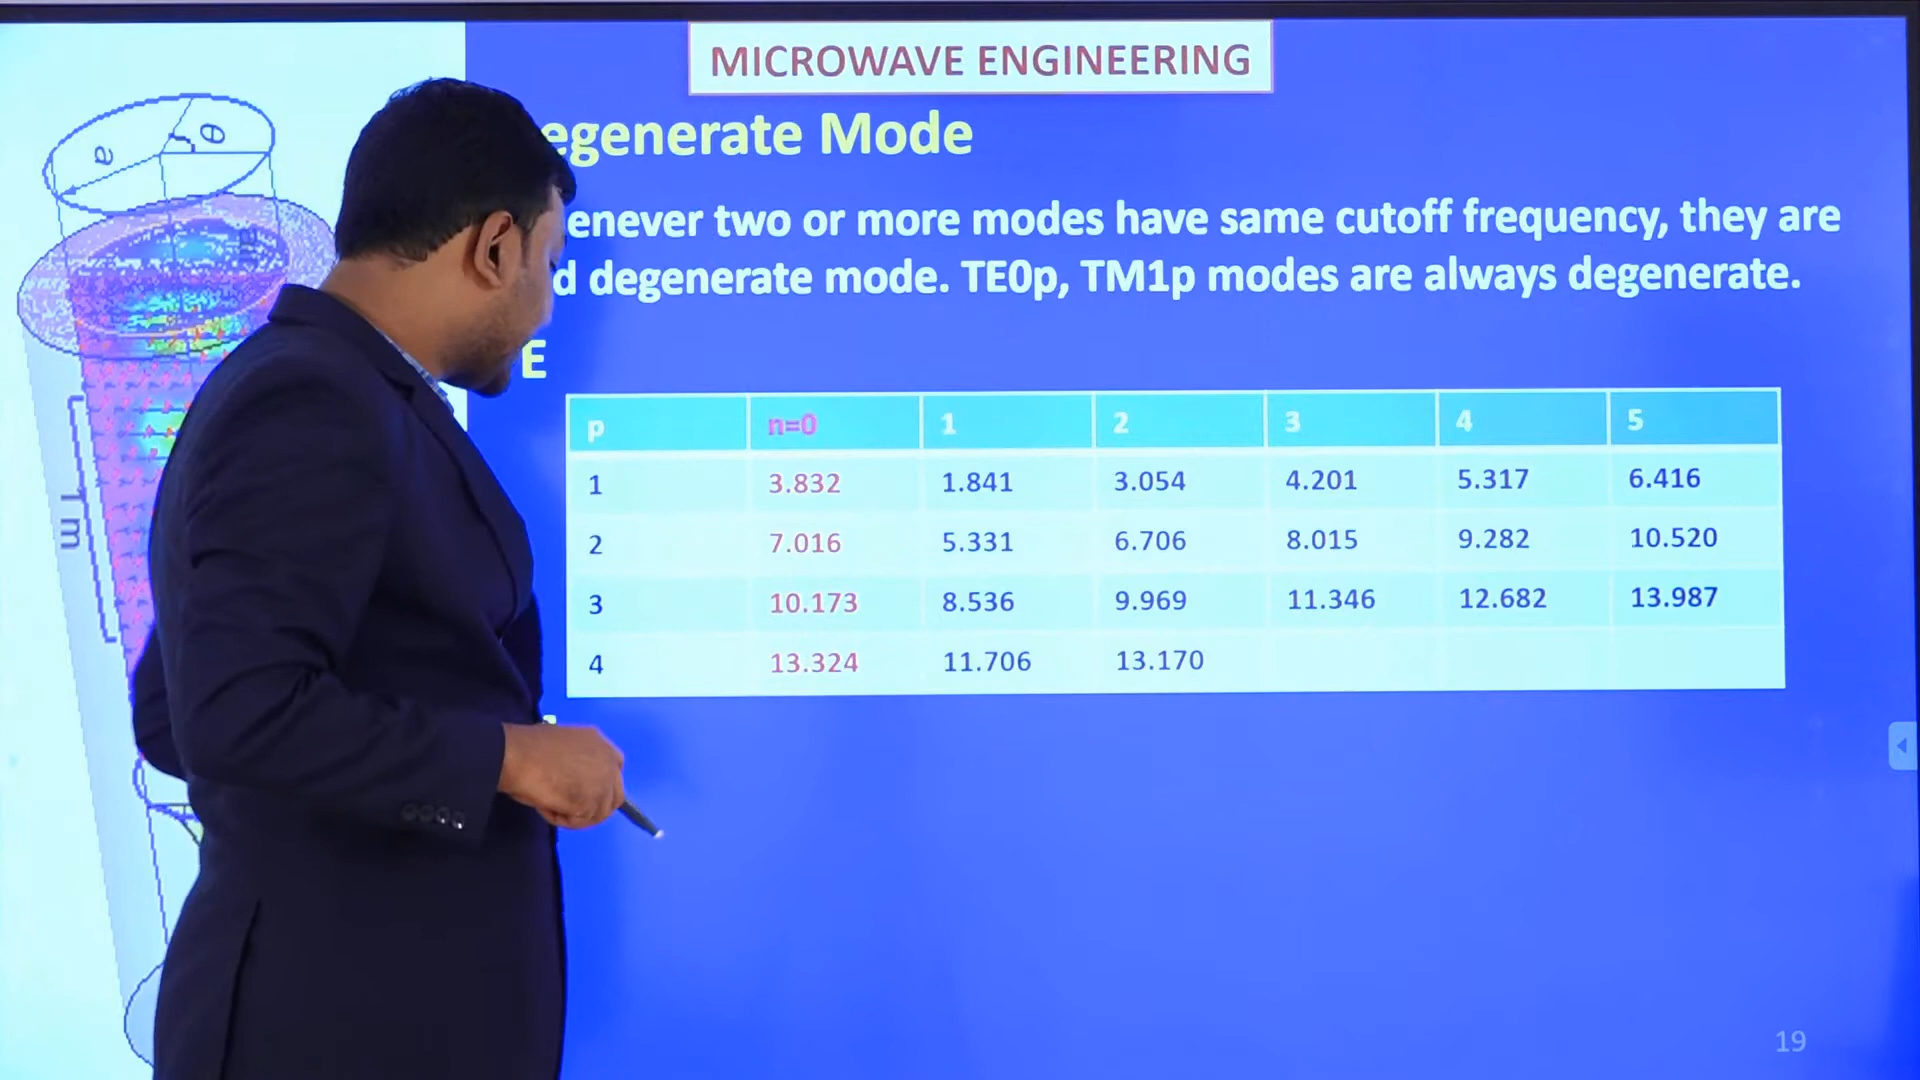 MICROWAVE ENGINEERING
egenerate Mode
enever two or more modes have same cutoff frequency, they are
d degenerate mode. TE0p, TM1p modes are always degenerate.
E
p n=0 1 2 3 4 5
1 3.832 1.841 3.054 4.201 5.317 6.416
2 7.016 5.331 6.706 8.015 9.282 10.520
3 10.173 8.536 9.969 11.346 12.682 13.987
4 13.324 11.706 13.170
a
θ
T m
19